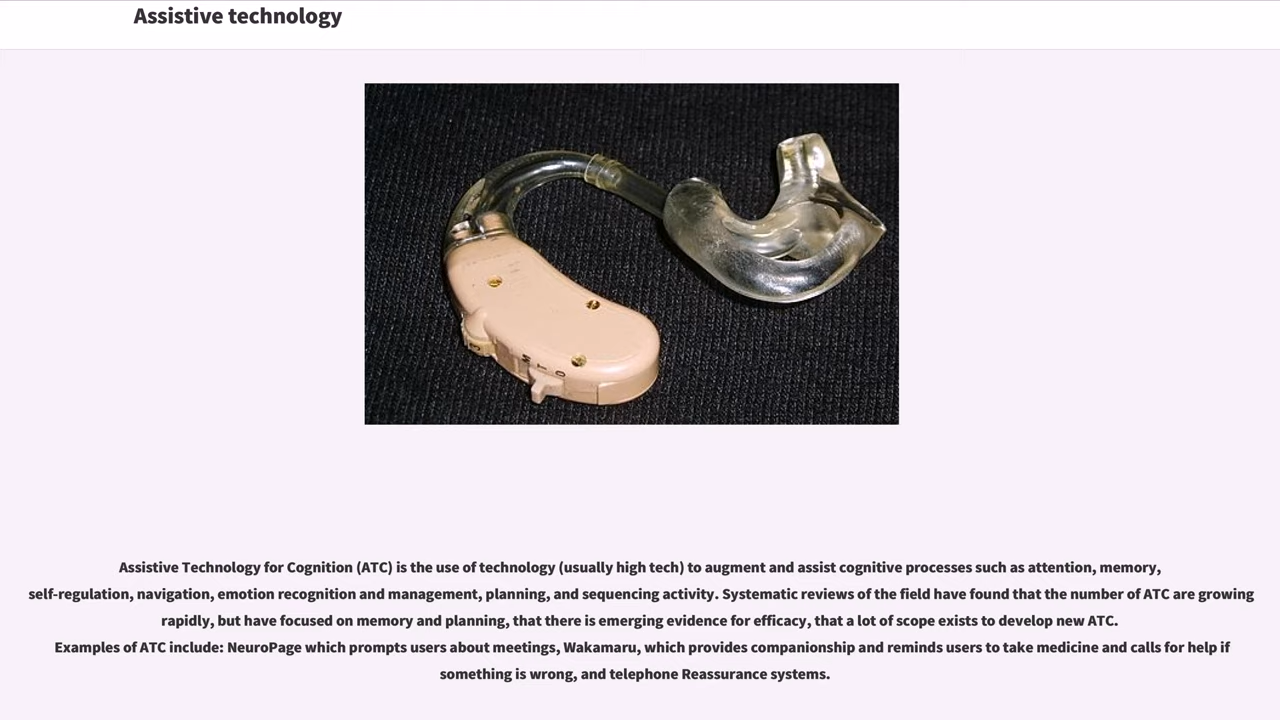 Assistive technology
M T O
Assistive Technology for Cognition (ATC) is the use of technology (usually high tech) to augment and assist cognitive processes such as attention, memory,
self-regulation, navigation, emotion recognition and management, planning, and sequencing activity. Systematic reviews of the field have found that the number of ATC are growing
rapidly, but have focused on memory and planning, that there is emerging evidence for efficacy, that a lot of scope exists to develop new ATC.
Examples of ATC include: NeuroPage which prompts users about meetings, Wakamaru, which provides companionship and reminds users to take medicine and calls for help if
something is wrong, and telephone Reassurance systems.